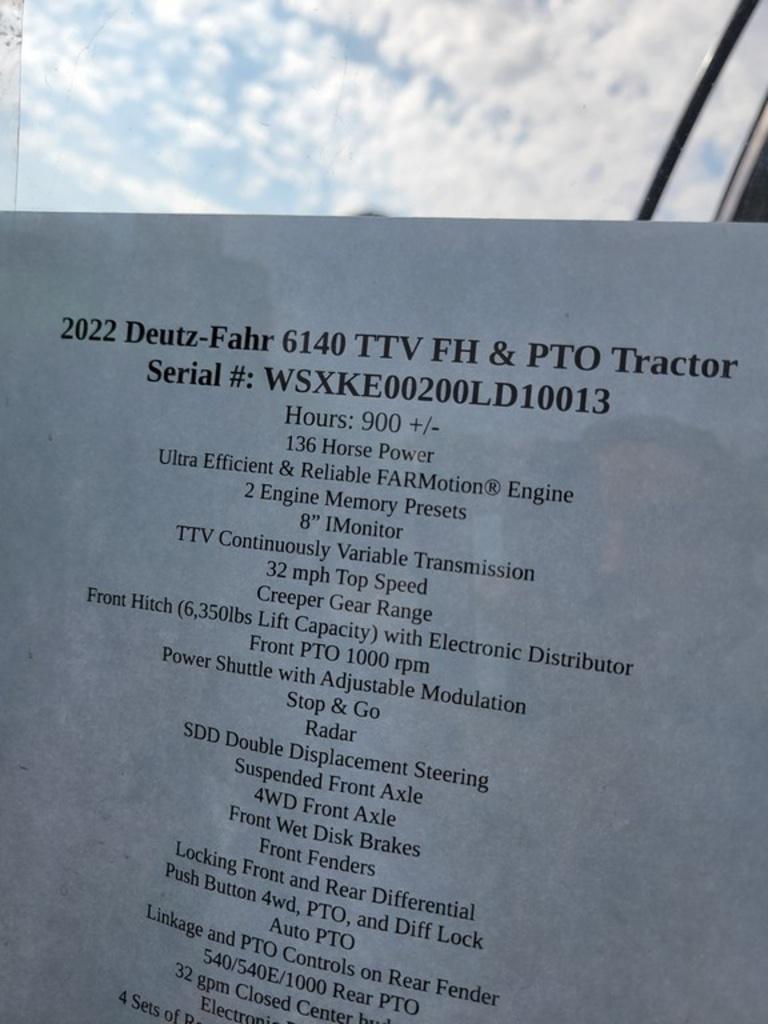 2022 Deutz-Fahr 6140 TTV FH & PTO Tractor
Serial #: WSXKE00200LD10013
Hours: 900 +/-
136 Horse Power
Ultra Efficient & Reliable FARMotion® Engine
2 Engine Memory Presets
8” IMonitor
TTV Continuously Variable Transmission
32 mph Top Speed
Creeper Gear Range
Front Hitch (6,350lbs Lift Capacity) with Electronic Distributor
Front PTO 1000 rpm
Power Shuttle with Adjustable Modulation
Stop & Go
Radar
SDD Double Displacement Steering
Suspended Front Axle
4WD Front Axle
Front Wet Disk Brakes
Front Fenders
Locking Front and Rear Differential
Push Button 4wd, PTO, and Diff Lock
Auto PTO
Linkage and PTO Controls on Rear Fender
540/540E/1000 Rear PTO
32 gpm Closed Center
Electronic
4 Sets of